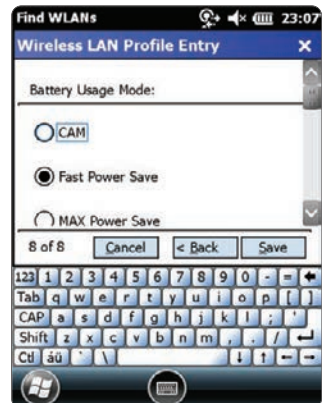 Find WLANs 23:07
Wireless LAN Profile Entry X
Battery Usage Mode:
CAM
Fast Power Save
MAX Power Save
8 of 8 Cancel < Back Save
123 1 2 3 4 5 6 7 8 9 0 - =
Tab q w e r t y u i o p [ ]
CAP a s d f g h j k l ; '
Shift z x c v b n m , . /
Ctl áü ` \